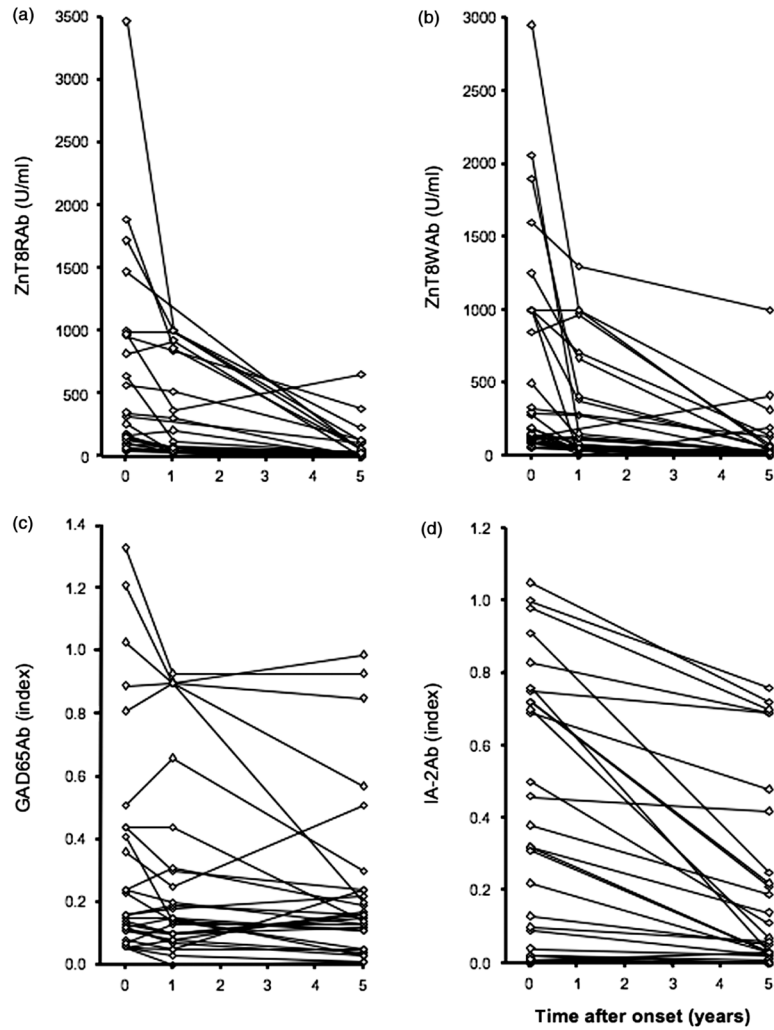 (a)
ZnT8RAb (U/ml)
3500
3000
2500
2000
1500
1000
500
0
0 1 2 3 4 5
(b)
ZnT8WAb (U/ml)
3000
2500
2000
1500
1000
500
0
0 1 2 3 4 5
(c)
GAD65Ab (index)
1.4
1.2
1.0
0.8
0.6
0.4
0.2
0.0
0 1 2 3 4 5
(d)
IA-2Ab (index)
1.2
1.0
0.8
0.6
0.4
0.2
0.0
0 1 2 3 4 5
Time after onset (years)